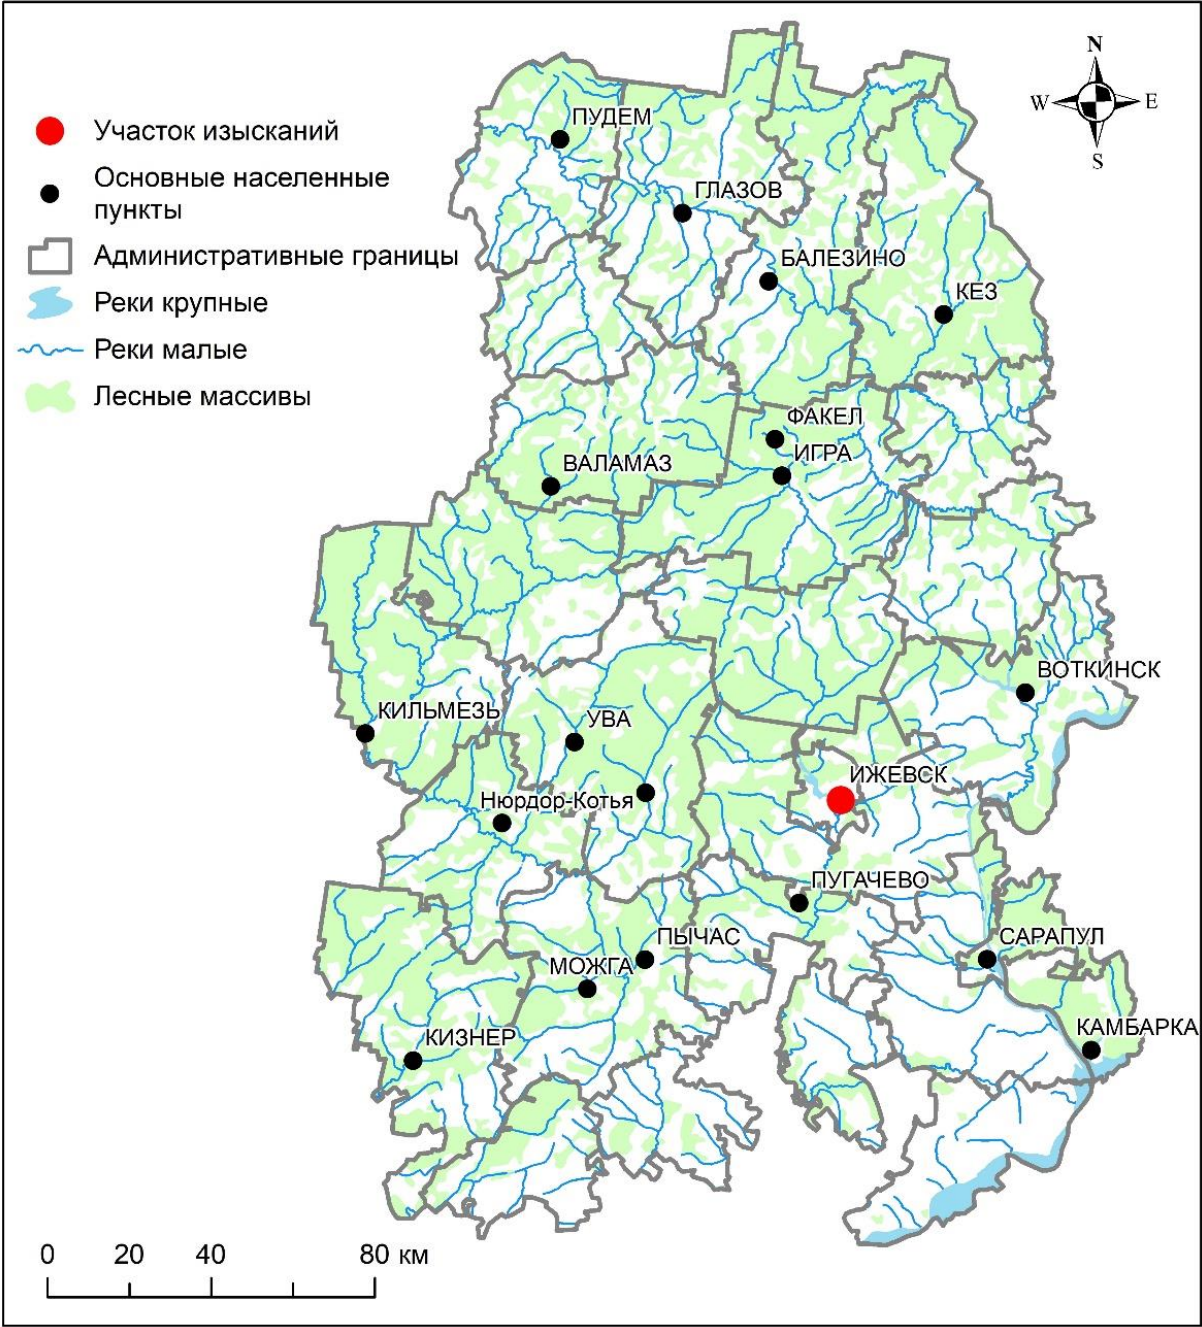 N
W
E
S
Участок изысканий
Основные населенные
пункты
Административные границы
Реки крупные
Реки малые
Лесные массивы
ПУДЕМ
ГЛАЗОВ
БАЛЕЗИНО
КЕЗ
ФАКЕЛ
ИГРА
ВАЛАМАЗ
ВОТКИНСК
КИЛЬМЕЗЬ
УВА
ИЖЕВСК
Нюрдор-Котья
ПУГАЧЕВО
ПЫЧАС
САРАПУЛ
МОЖГА
КАМБАРКА
КИЗНЕР
0 20 40 80 км